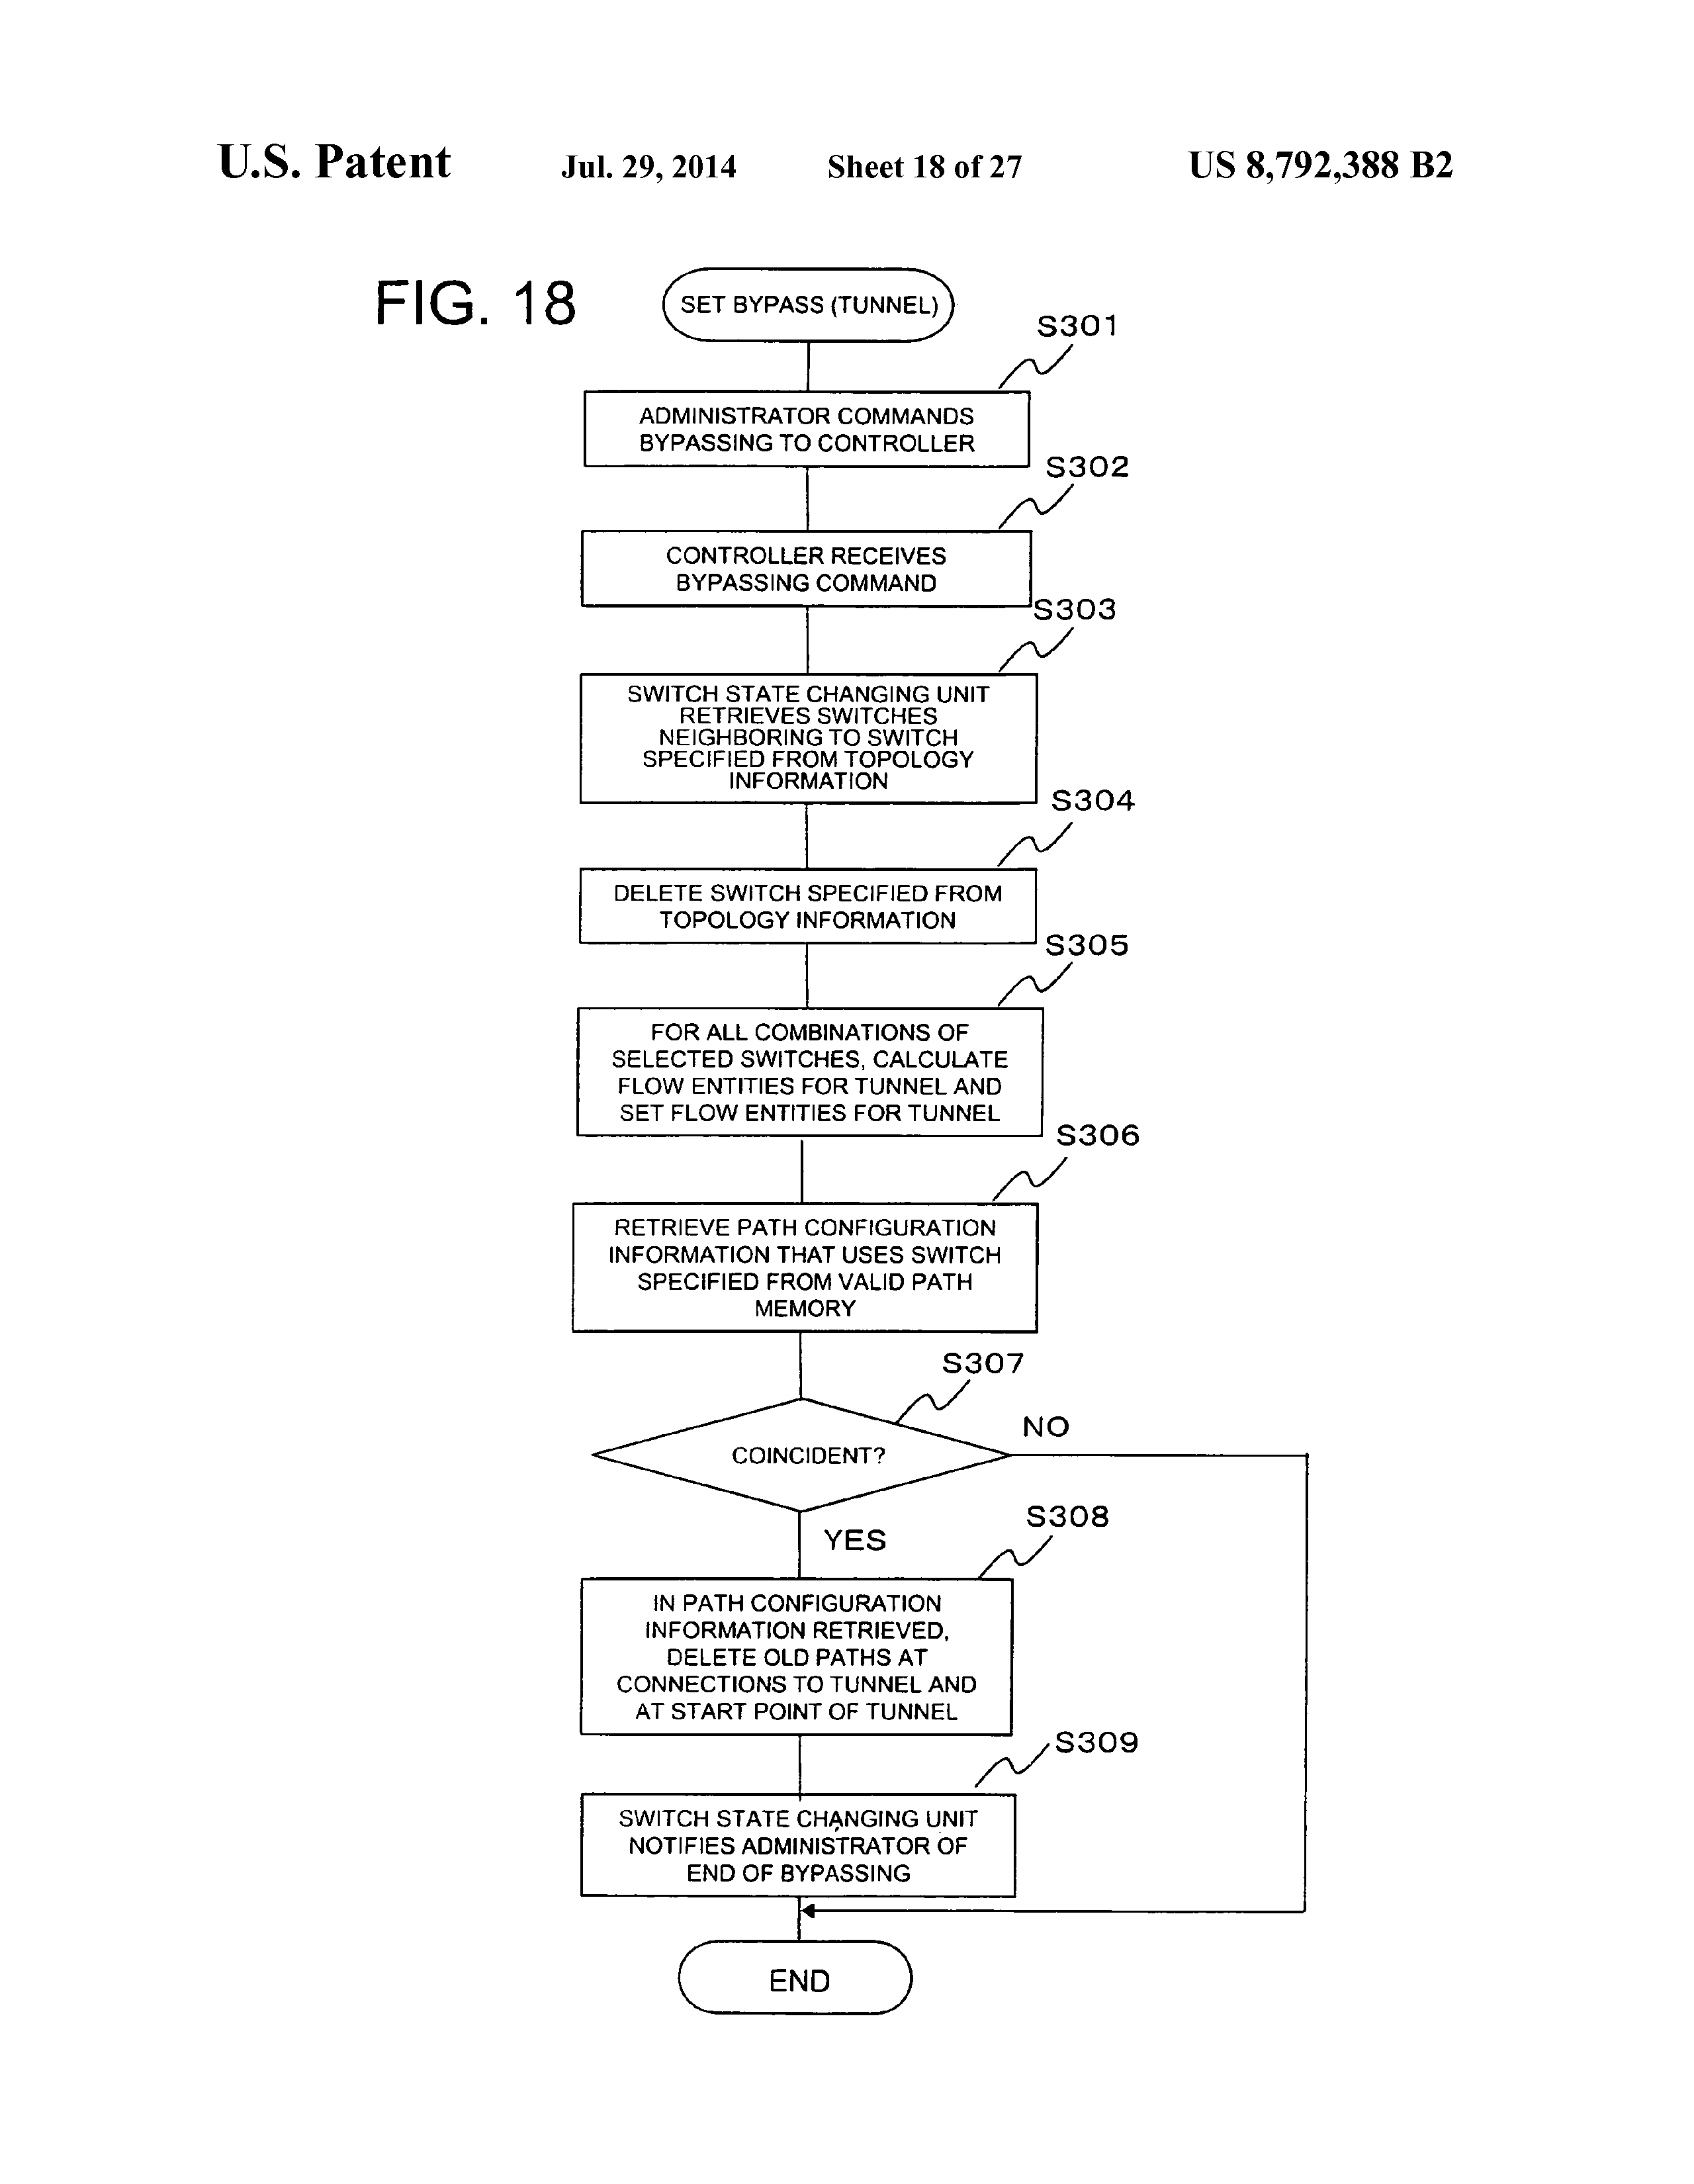 U.S. Patent Jul. 29, 2014 Sheet 18 of 27 US 8,792,388 B2
FIG. 18
SET BYPASS (TUNNEL)
S301
ADMINISTRATOR COMMANDS
BYPASSING TO CONTROLLER
S302
CONTROLLER RECEIVES
BYPASSING COMMAND
S303
SWITCH STATE CHANGING UNIT
RETRIEVES SWITCHES
NEIGHBORING TO SWITCH
SPECIFIED FROM TOPOLOGY
INFORMATION
S304
DELETE SWITCH SPECIFIED FROM
TOPOLOGY INFORMATION
S305
FOR ALL COMBINATIONS OF
SELECTED SWITCHES, CALCULATE
FLOW ENTITIES FOR TUNNEL AND
SET FLOW ENTITIES FOR TUNNEL
S306
RETRIEVE PATH CONFIGURATION
INFORMATION THAT USES SWITCH
SPECIFIED FROM VALID PATH
MEMORY
S307
COINCIDENT?
NO
YES
S308
IN PATH CONFIGURATION
INFORMATION RETRIEVED,
DELETE OLD PATHS AT
CONNECTIONS TO TUNNEL AND
AT START POINT OF TUNNEL
S309
SWITCH STATE CHANGING UNIT
NOTIFIES ADMINISTRATOR OF
END OF BYPASSING
END